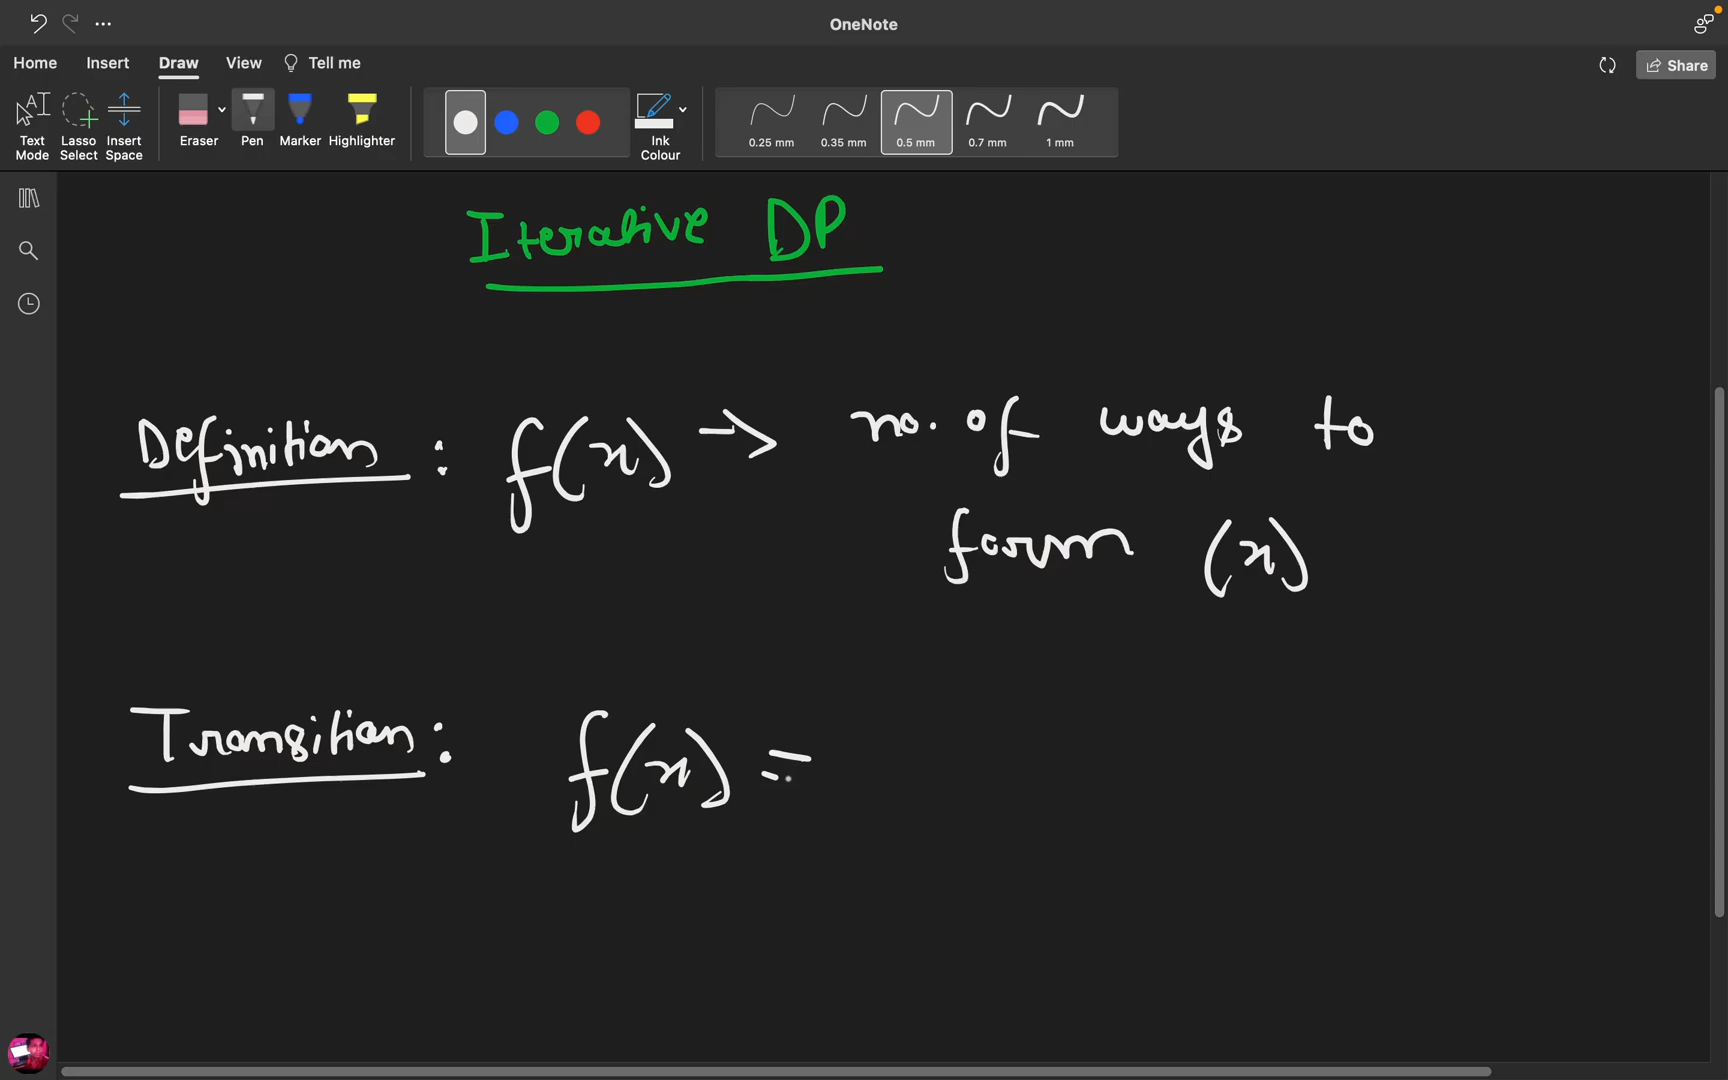 OneNote
Home Insert Draw View Tell me
Share
Text Mode
Lasso Select
Insert Space
Eraser
Pen
Marker
Highlighter
Ink Colour
0.25 mm
0.35 mm
0.5 mm
0.7 mm
1 mm
Iterative DP
Definition : f(x) → no. of ways to
form (x)
Transition : f(x) =